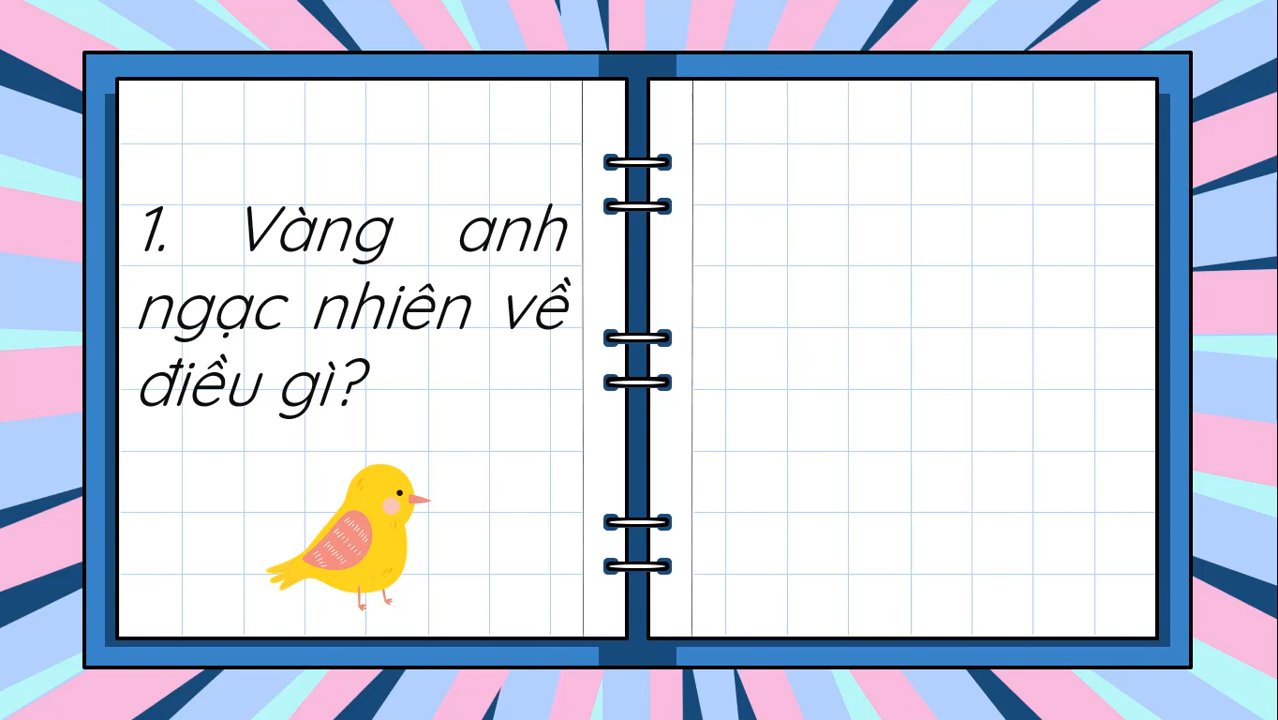 1. Vàng anh
ngạc nhiên về
điều gì?